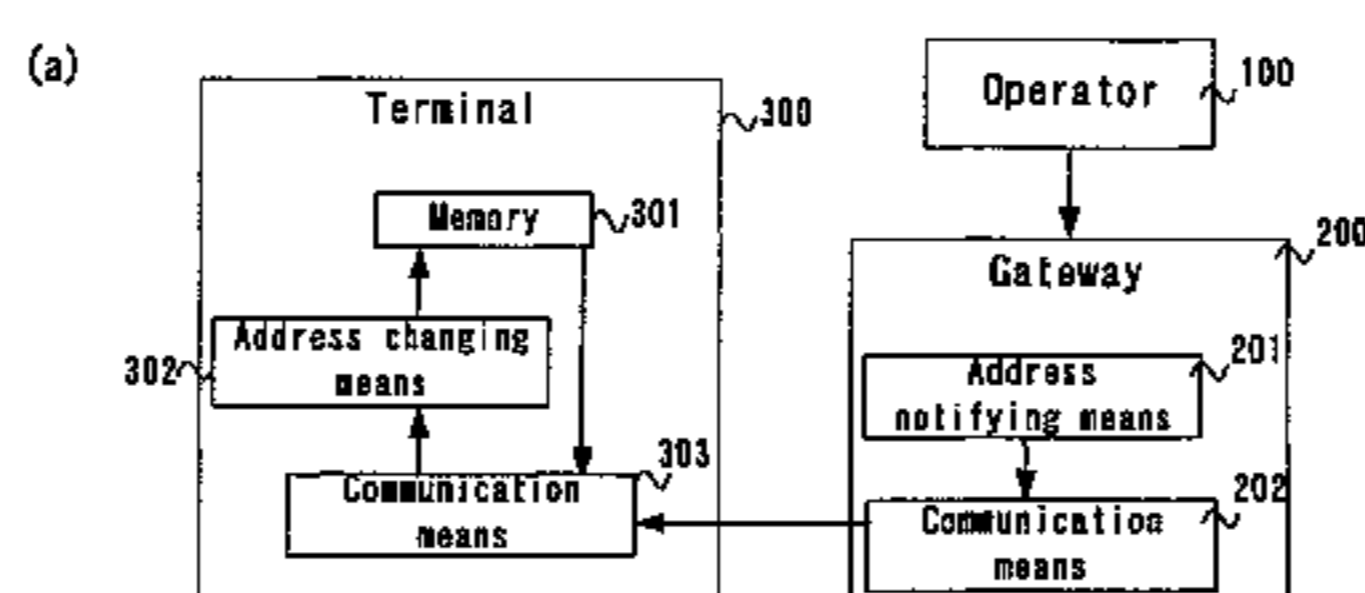 (a)
Terminal
300
Memory
301
Address changing
means
302
303
Communication
means
Operator
100
200
Gateway
201
Address
notifying means
202
Communication
means